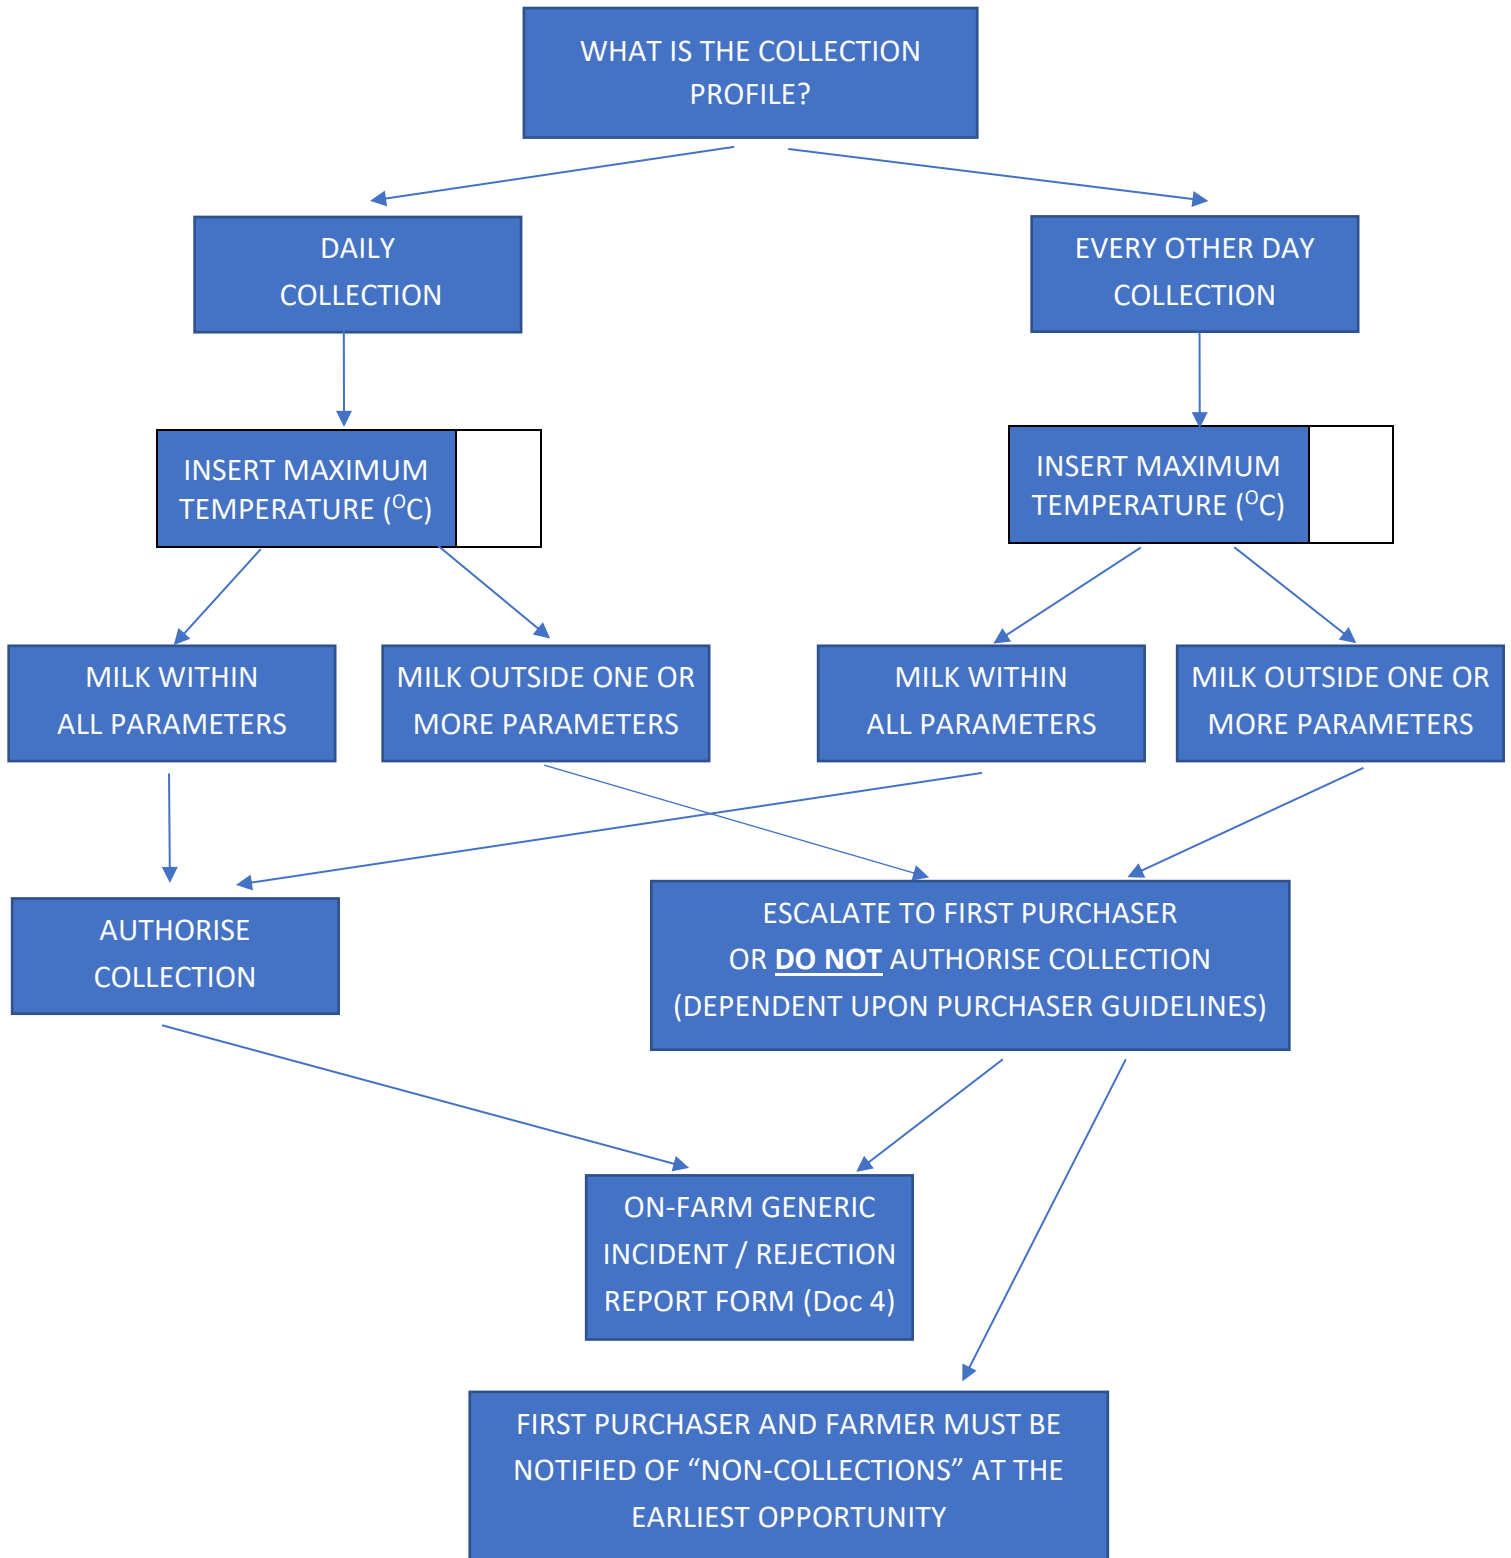 WHAT IS THE COLLECTION
PROFILE?
DAILY
COLLECTION
EVERY OTHER DAY
COLLECTION
INSERT MAXIMUM
TEMPERATURE (ᴼC)
INSERT MAXIMUM
TEMPERATURE (ᴼC)
MILK WITHIN
ALL PARAMETERS
MILK OUTSIDE ONE OR
MORE PARAMETERS
MILK WITHIN
ALL PARAMETERS
MILK OUTSIDE ONE OR
MORE PARAMETERS
AUTHORISE
COLLECTION
ESCALATE TO FIRST PURCHASER
OR DO NOT AUTHORISE COLLECTION
(DEPENDENT UPON PURCHASER GUIDELINES)
ON-FARM GENERIC
INCIDENT / REJECTION
REPORT FORM (Doc 4)
FIRST PURCHASER AND FARMER MUST BE
NOTIFIED OF “NON-COLLECTIONS” AT THE
EARLIEST OPPORTUNITY